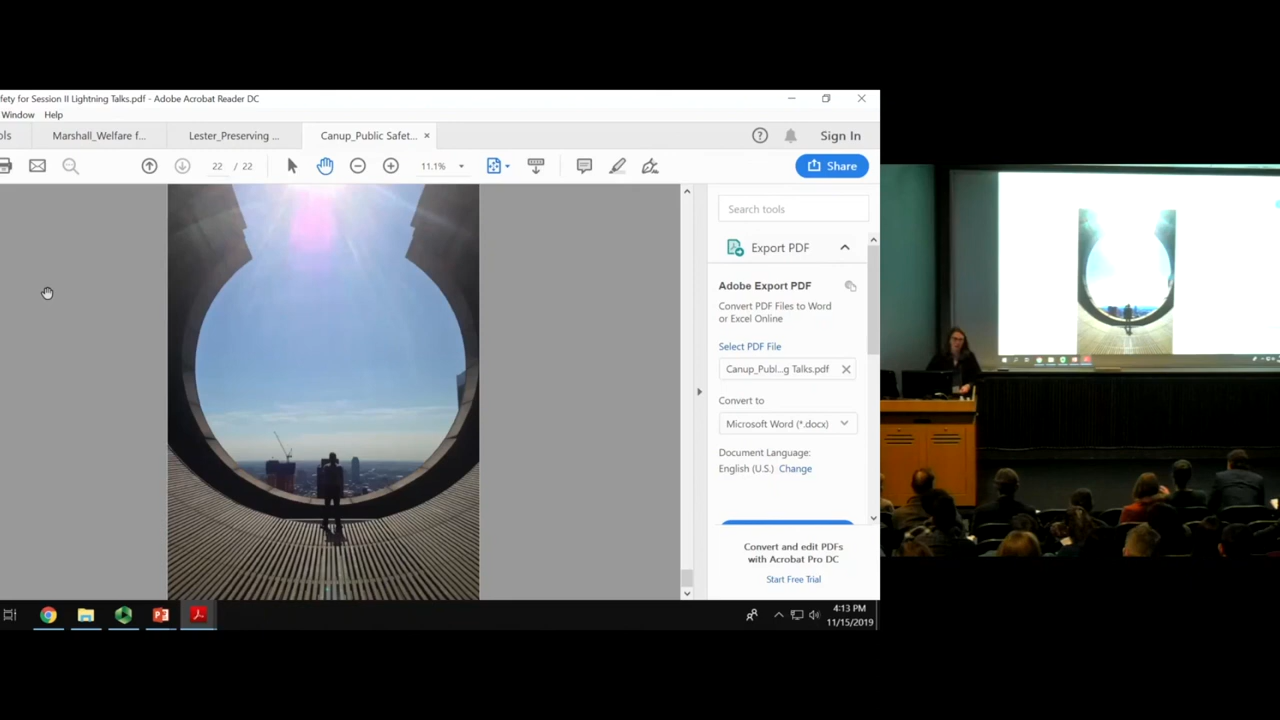 fety for Session II Lightning Talks.pdf - Adobe Acrobat Reader DC
Window Help
ols Marshall_Welfare f... Lester_Preserving ... Canup_Public Safet... × Sign In
22 / 22 11.1% Share
Search tools
Export PDF
Adobe Export PDF
Convert PDF Files to Word
or Excel Online
Select PDF File
Canup_Publ...g Talks.pdf
Convert to
Microsoft Word (*.docx)
Document Language:
English (U.S.) Change
Convert and edit PDFs
with Acrobat Pro DC
Start Free Trial
4:13 PM
11/15/2019